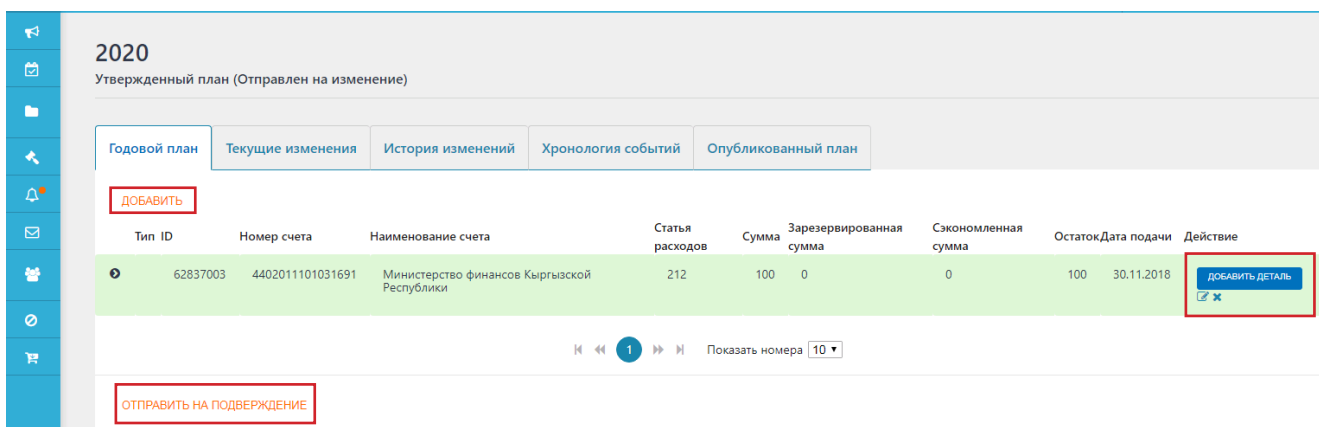 2020
Утвержденный план (Отправлен на изменение)
Годовой план Текущие изменения История изменений Хронология событий Опубликованный план
ДОБАВИТЬ
Тип ID Номер счета Наименование счета Статья расходов Сумма Зарезервированная сумма Сэкономленная сумма Остаток Дата подачи Действие
62837003 4402011101031691 Министерство финансов Кыргызской Республики 212 100 0 0 100 30.11.2018 ДОБАВИТЬ ДЕТАЛЬ
1 Показать номера 10
ОТПРАВИТЬ НА ПОДВЕРЖДЕНИЕ